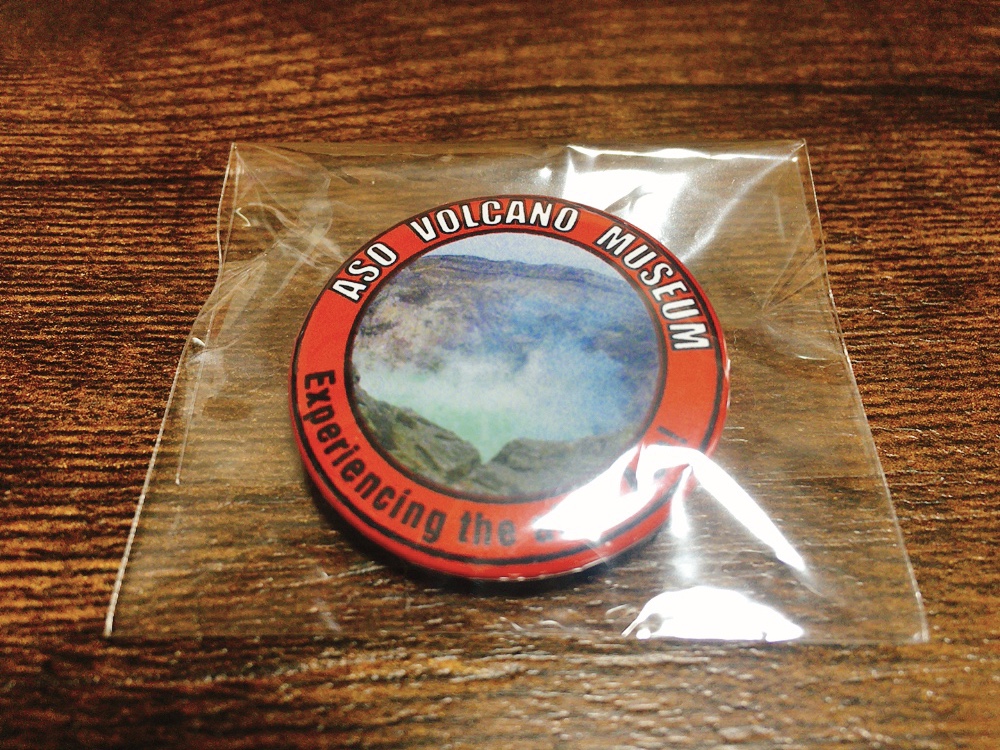 ASO VOLCANO MUSEUM
Experiencing the